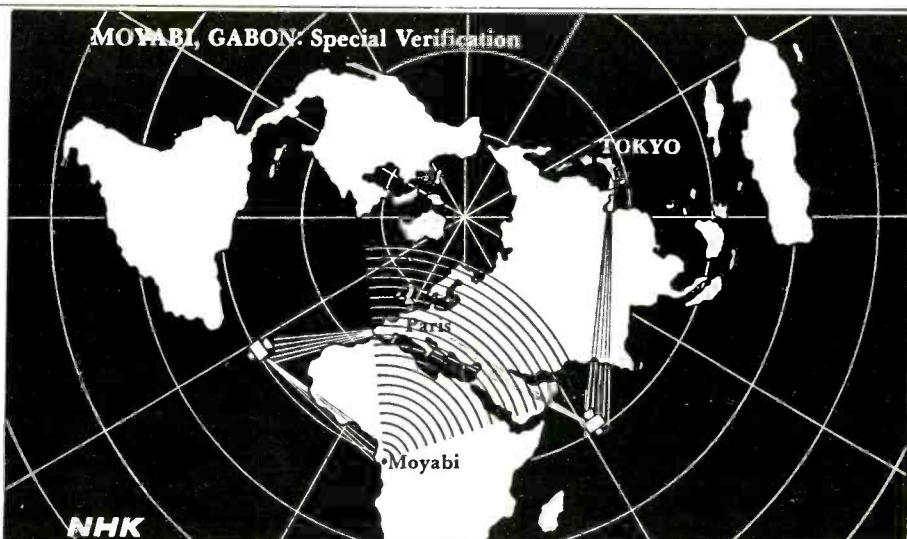 MOYABI, GABON: Special Verification
TOKYO
Paris
Moyabi
NHK